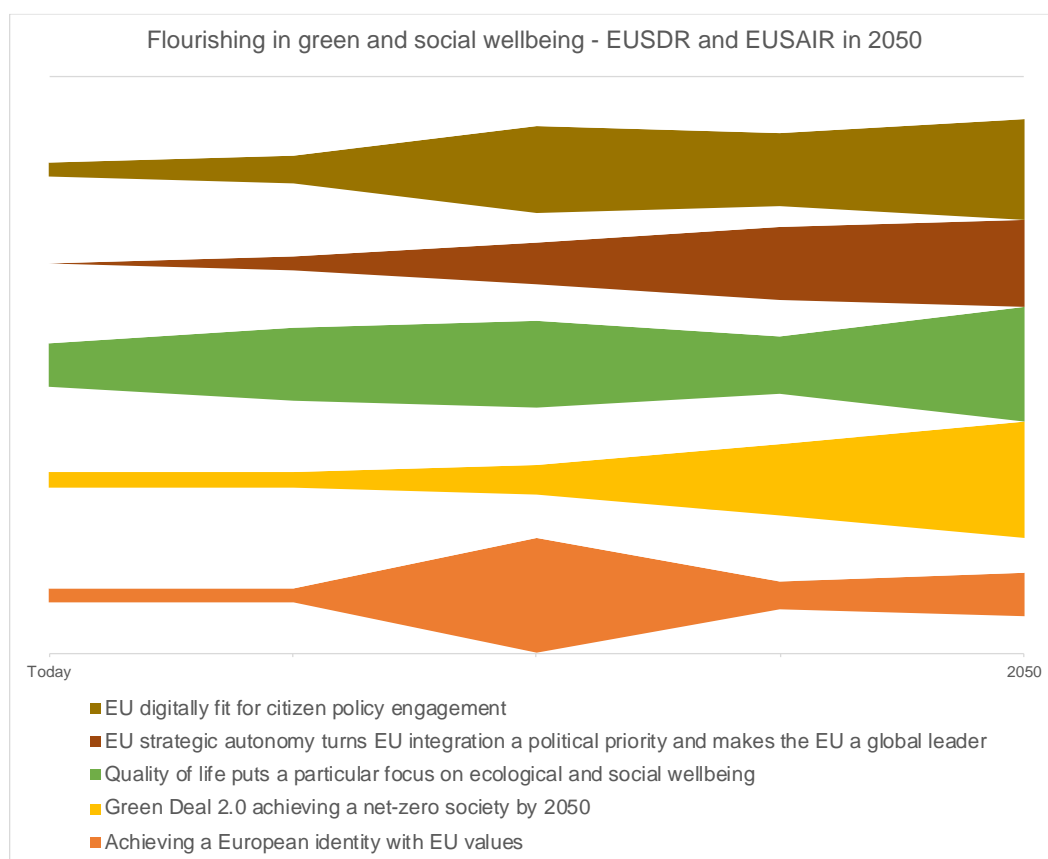 Flourishing in green and social wellbeing - EUSDR and EUSAIR in 2050
Today
2050
EU digitally fit for citizen policy engagement
EU strategic autonomy turns EU integration a political priority and makes the EU a global leader
Quality of life puts a particular focus on ecological and social wellbeing
Green Deal 2.0 achieving a net-zero society by 2050
Achieving a European identity with EU values